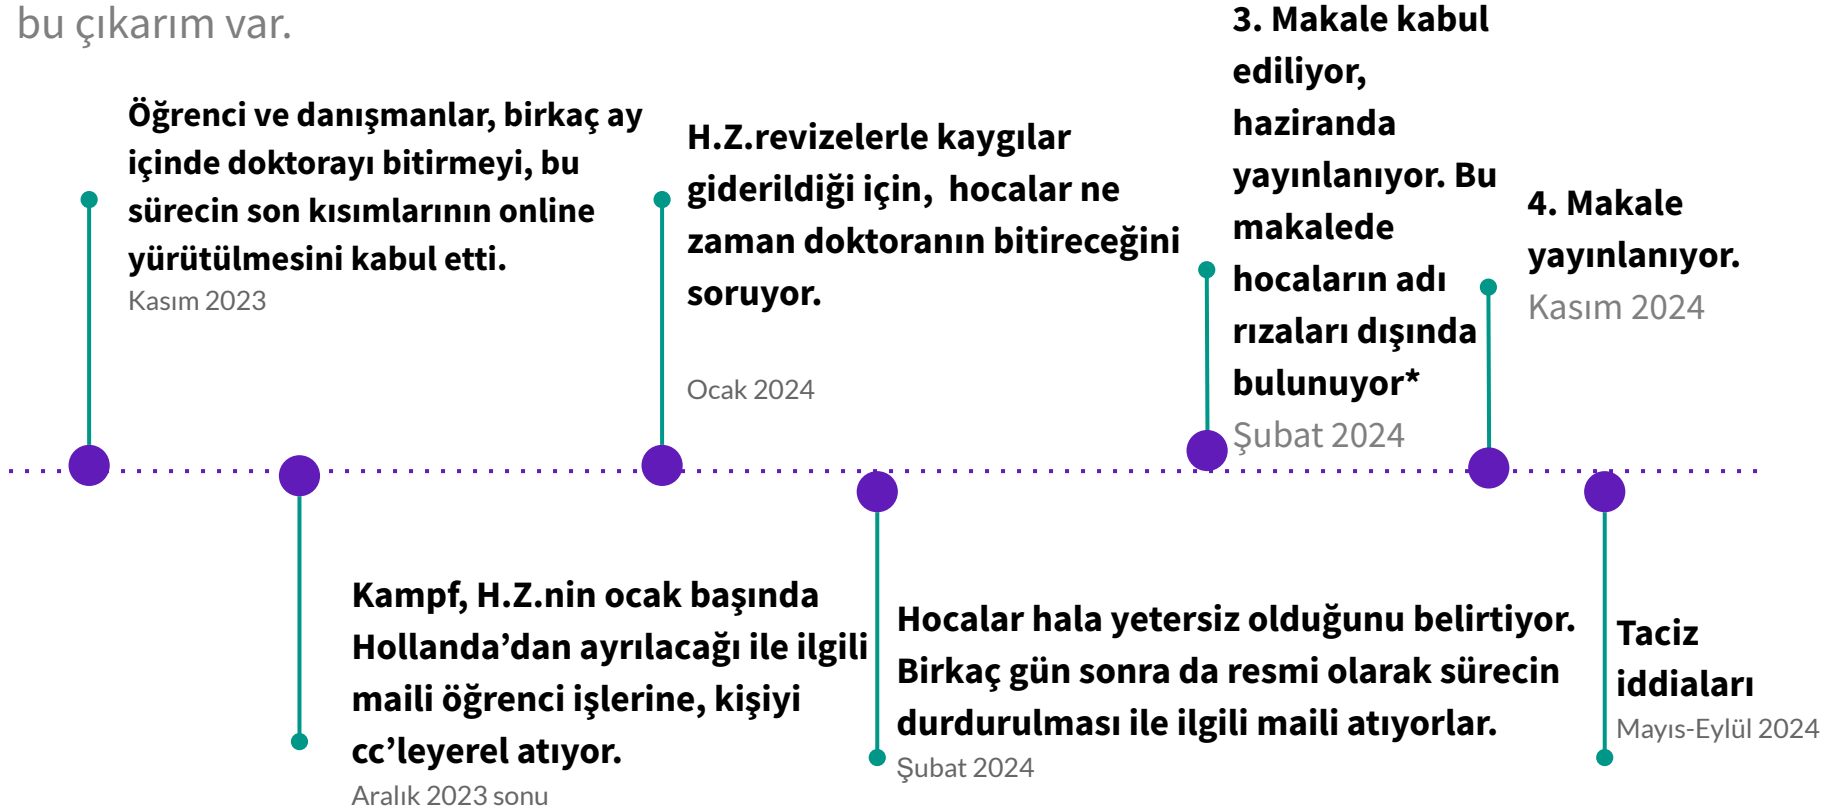 bu çıkarım var.
Öğrenci ve danışmanlar, birkaç ay
içinde doktorayı bitirmeyi, bu
sürecin son kısımlarının online
yürütülmesini kabul etti.
Kasım 2023
Kampf, H.Z.nin ocak başında
Hollanda’dan ayrılacağı ile ilgili
maili öğrenci işlerine, kişiyi
cc’leyerel atıyor.
Aralık 2023 sonu
H.Z.revizelerle kaygılar
giderildiği için,  hocalar ne
zaman doktoranın bitireceğini
soruyor.
Ocak 2024
Hocalar hala yetersiz olduğunu belirtiyor.
Birkaç gün sonra da resmi olarak sürecin
durdurulması ile ilgili maili atıyorlar.
Şubat 2024
3. Makale kabul
ediliyor,
haziranda
yayınlanıyor. Bu
makalede
hocaların adı
rızaları dışında
bulunuyor*
Şubat 2024
4. Makale
yayınlanıyor.
Kasım 2024
Taciz
iddiaları
Mayıs-Eylül 2024